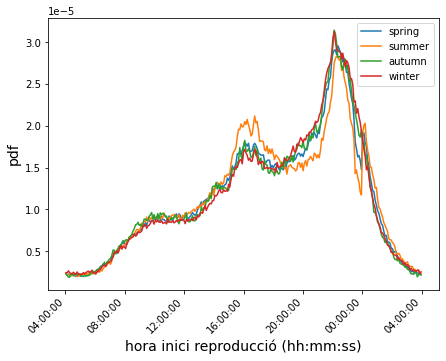 1e−5
spring
summer
autumn
winter
3.0
2.5
2.0
1.5
1.0
0.5
pdf
04:00:00
08:00:00
12:00:00
16:00:00
20:00:00
00:00:00
04:00:00
hora inici reproducció (hh:mm:ss)